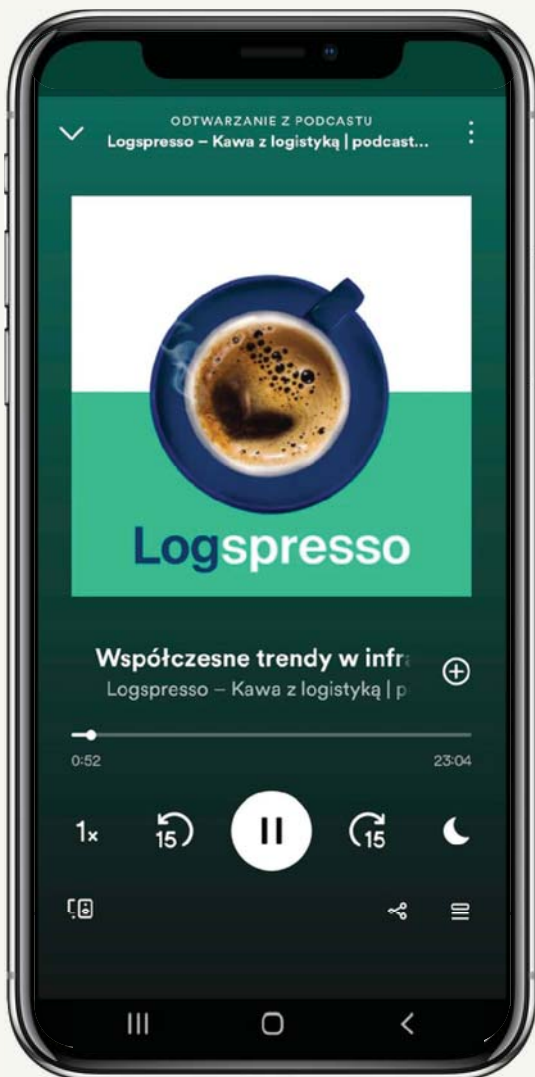 ODTWARZANIE Z PODCASTU
Logspresso – Kawa z logistyką | podcast...
Logspresso
Współczesne trendy w infr
Logspresso – Kawa z logistyką | p
0:52
23:04
1x
15
15